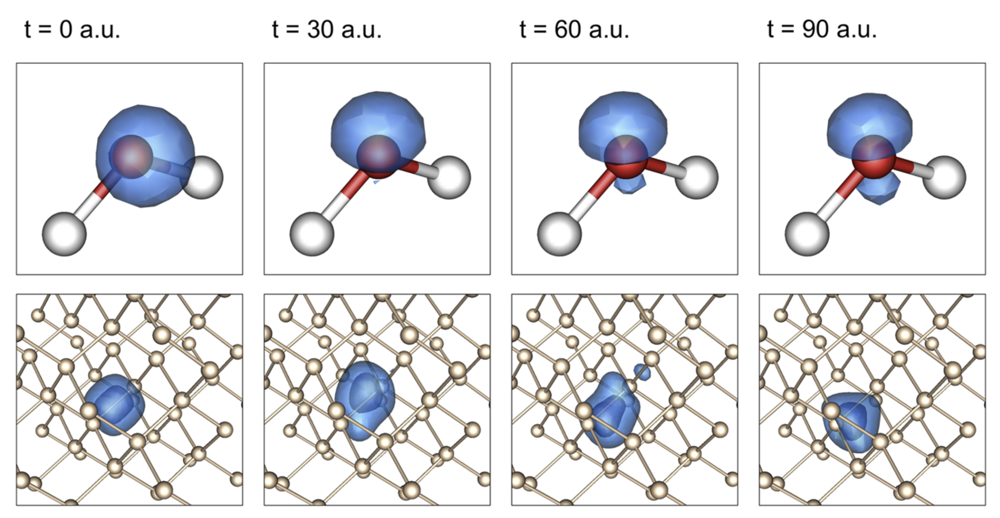 t = 0 a.u. t = 30 a.u. t = 60 a.u. t = 90 a.u.